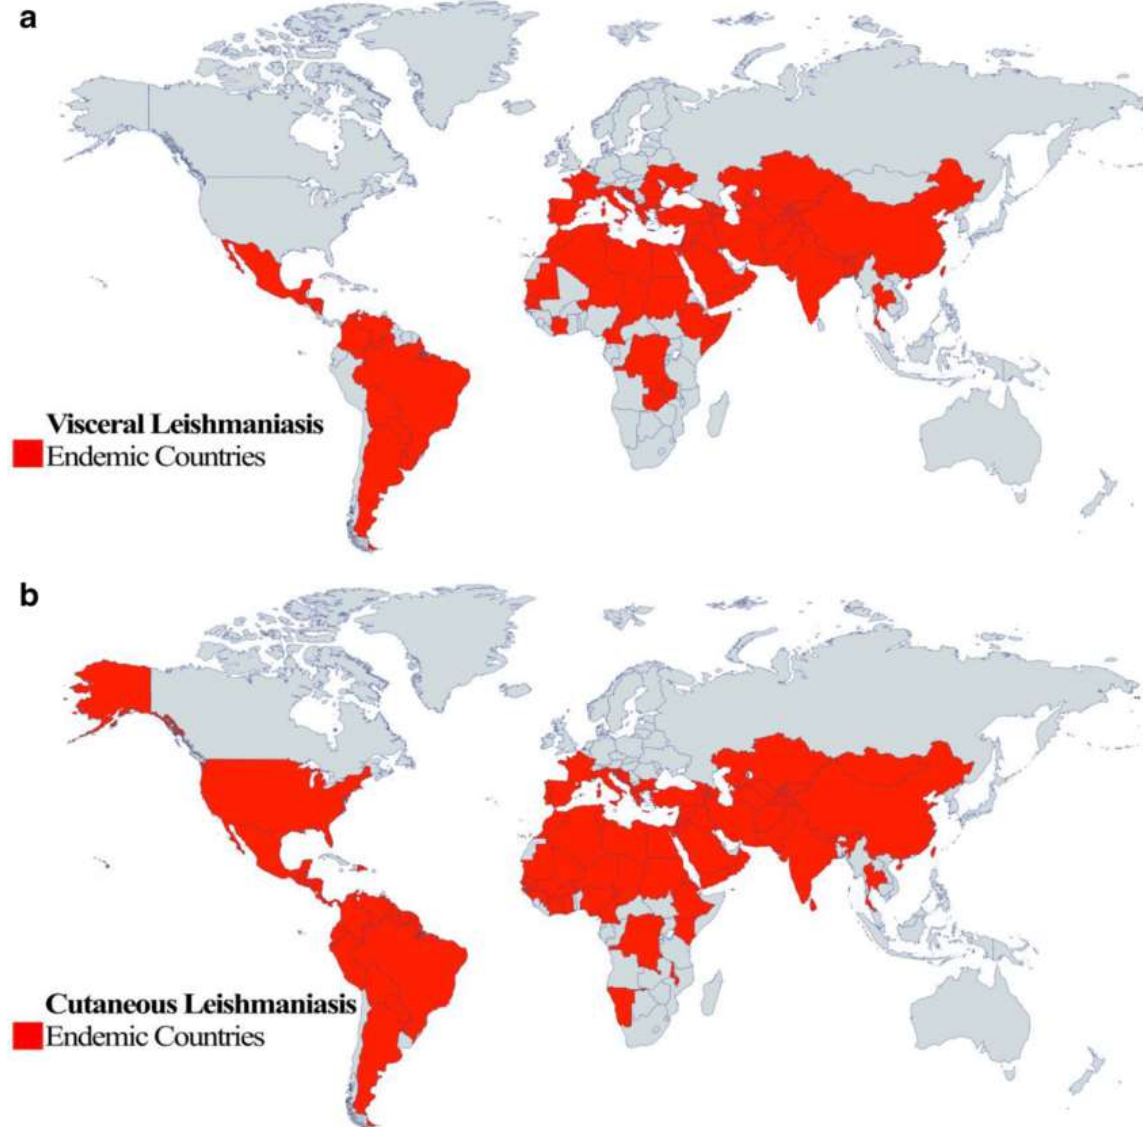 a
Visceral Leishmaniasis
Endemic Countries
b
Cutaneous Leishmaniasis
Endemic Countries